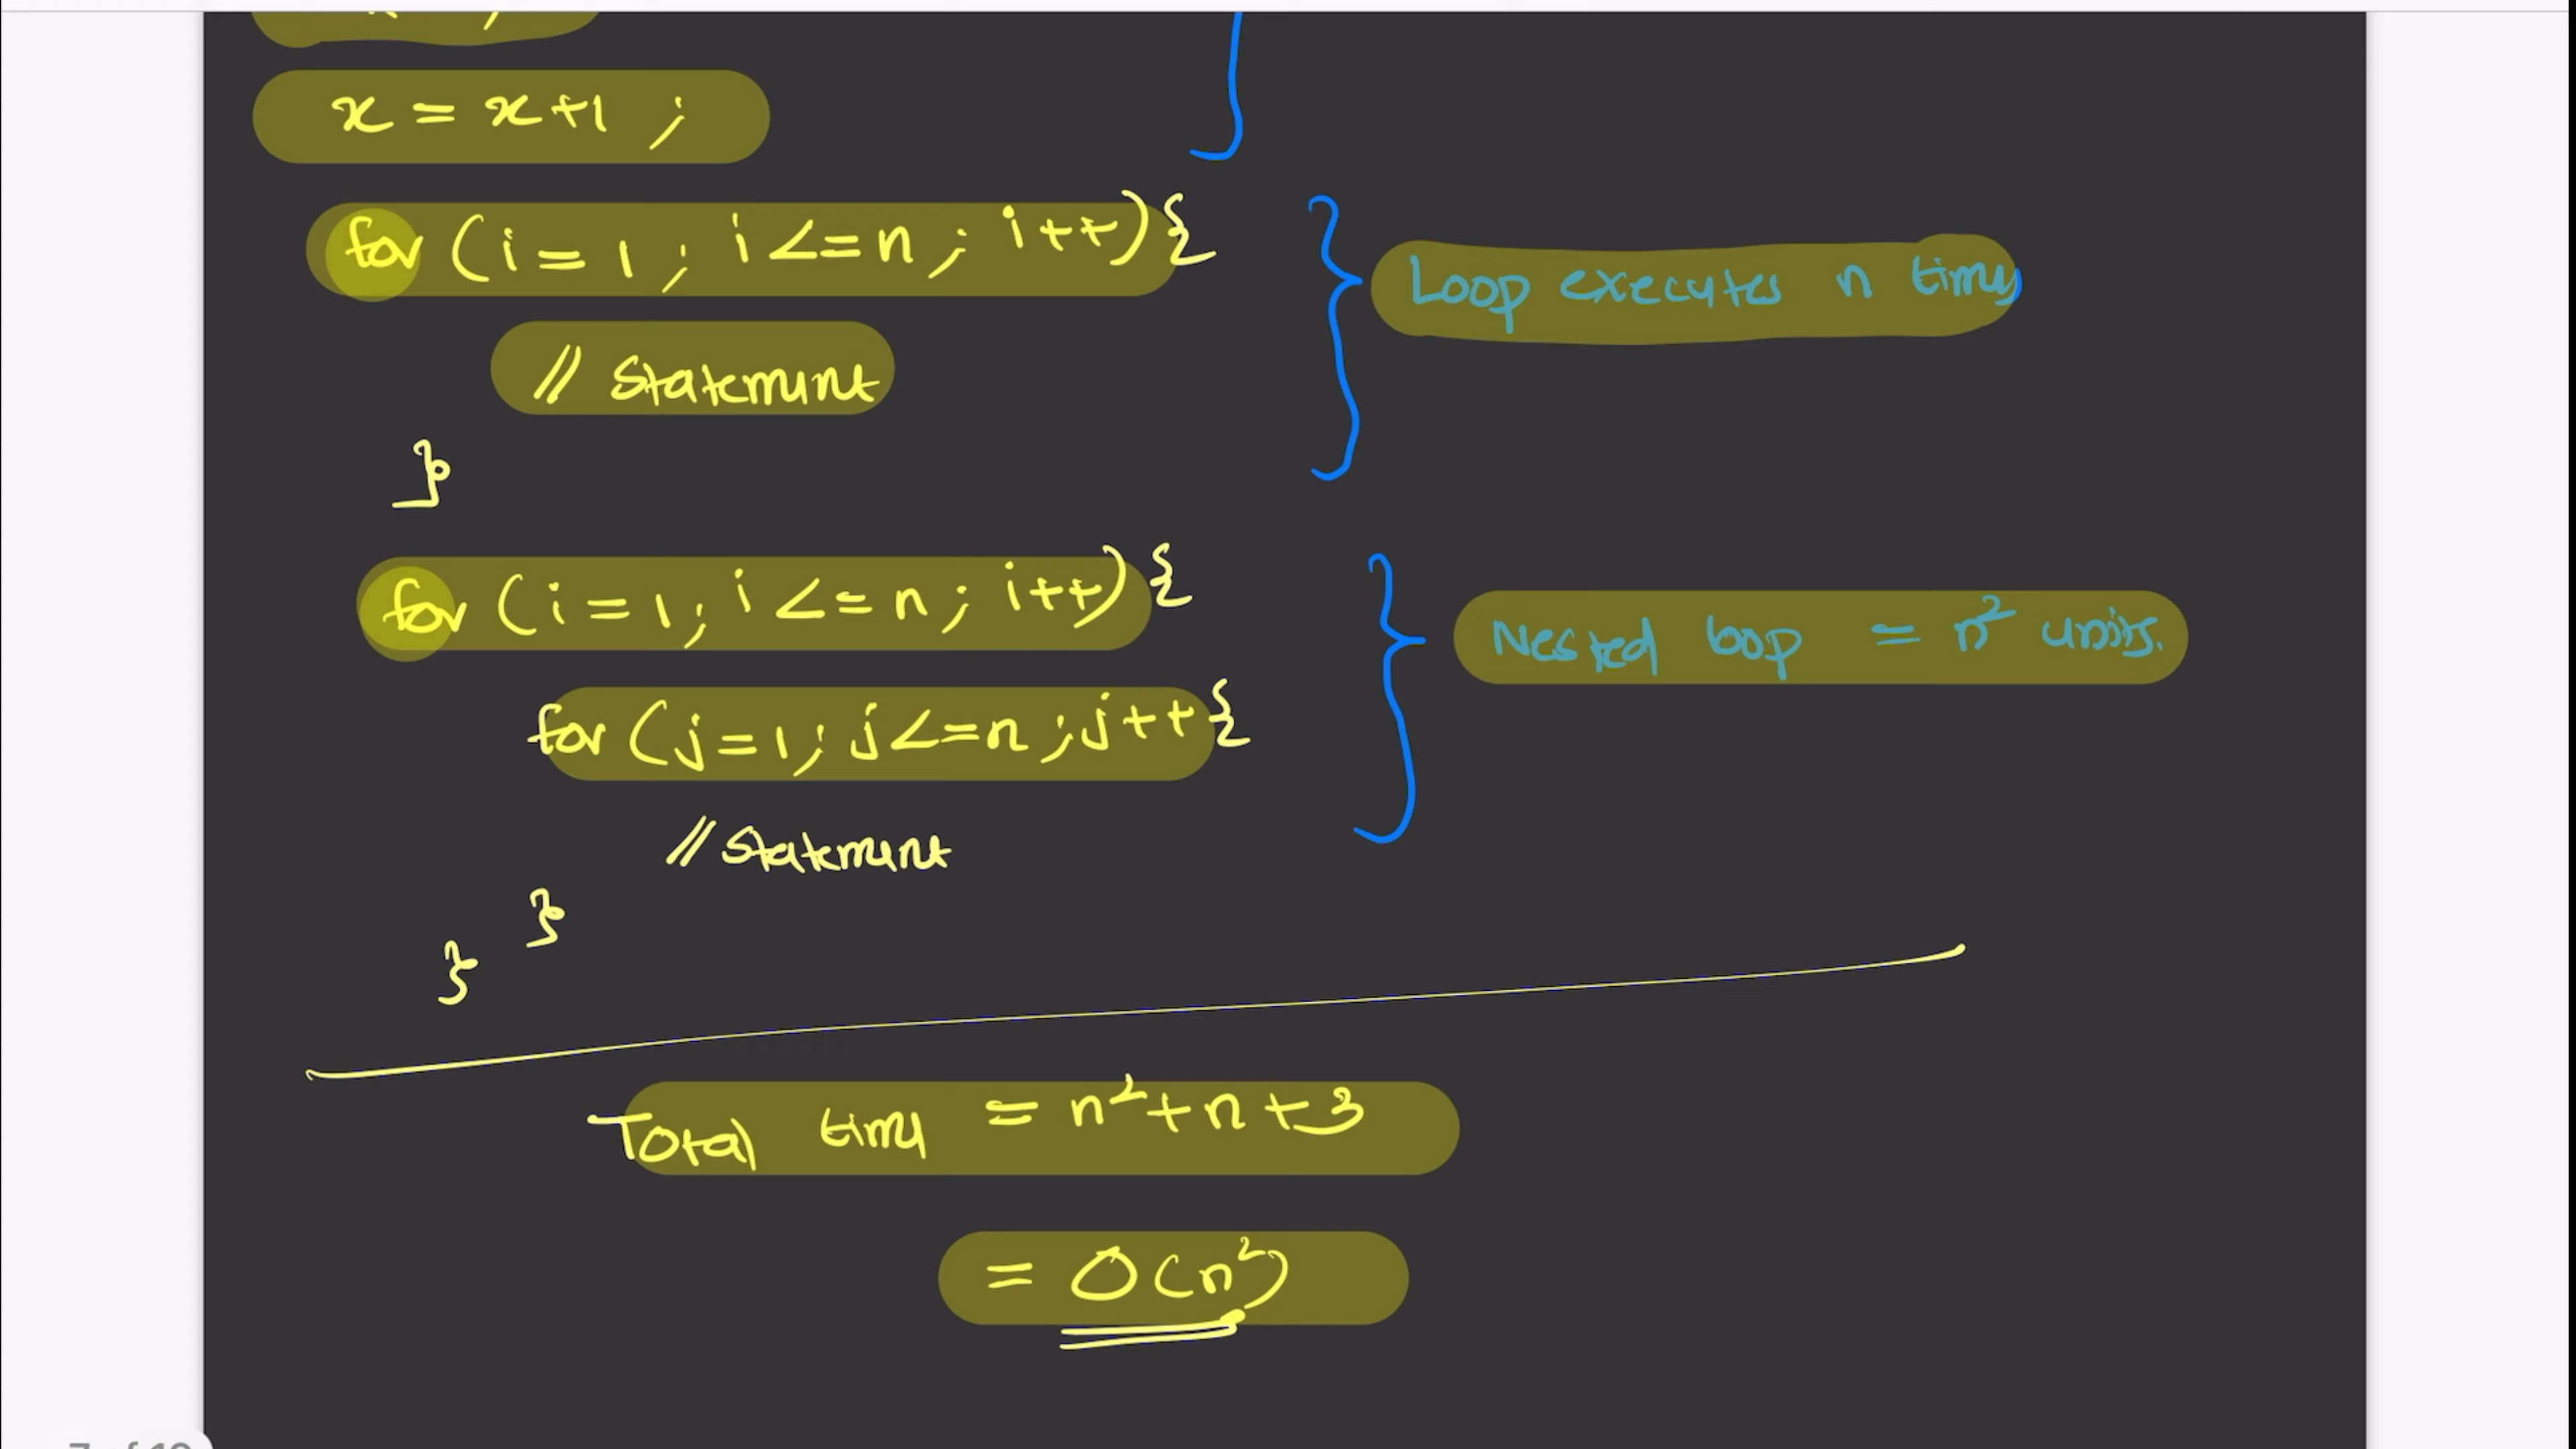 x = x+1 ;
for (i = 1 ; i <= n ; i++) {
Loop executes n times
// Statement
}
for (i = 1; i <= n; i++) {
Nested loop = n² units.
for (j = 1; j <= n ; j++ {
// Statement
}
}
Total time = n² + n + 3
= O(n²)